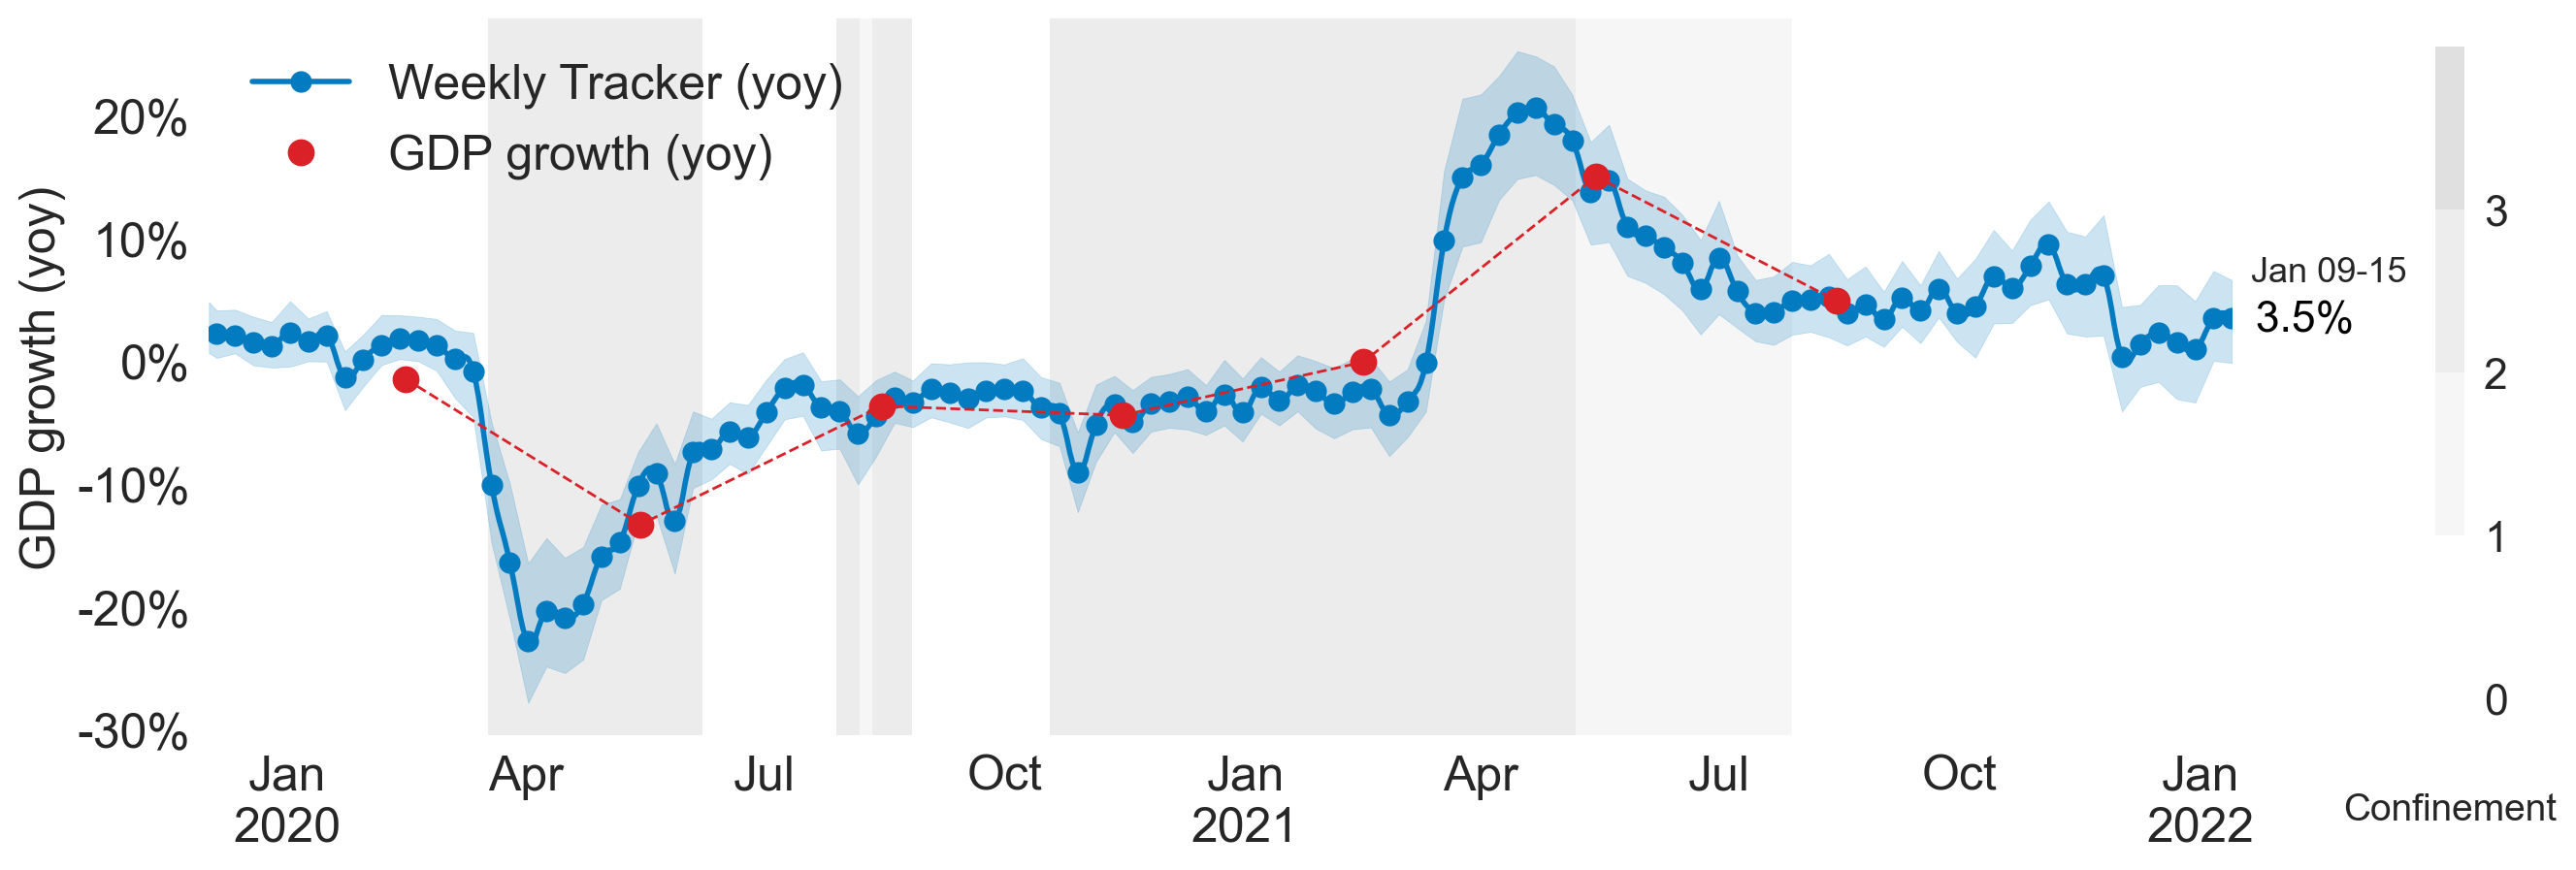 Weekly Tracker (yoy)
GDP growth (yoy)
GDP growth (yoy)
20%
10%
0%
-10%
-20%
-30%
Jan
2020
Apr
Jul
Oct
Jan
2021
Apr
Jul
Oct
Jan
2022
Jan 09-15
3.5%
3
2
1
0
Confinement